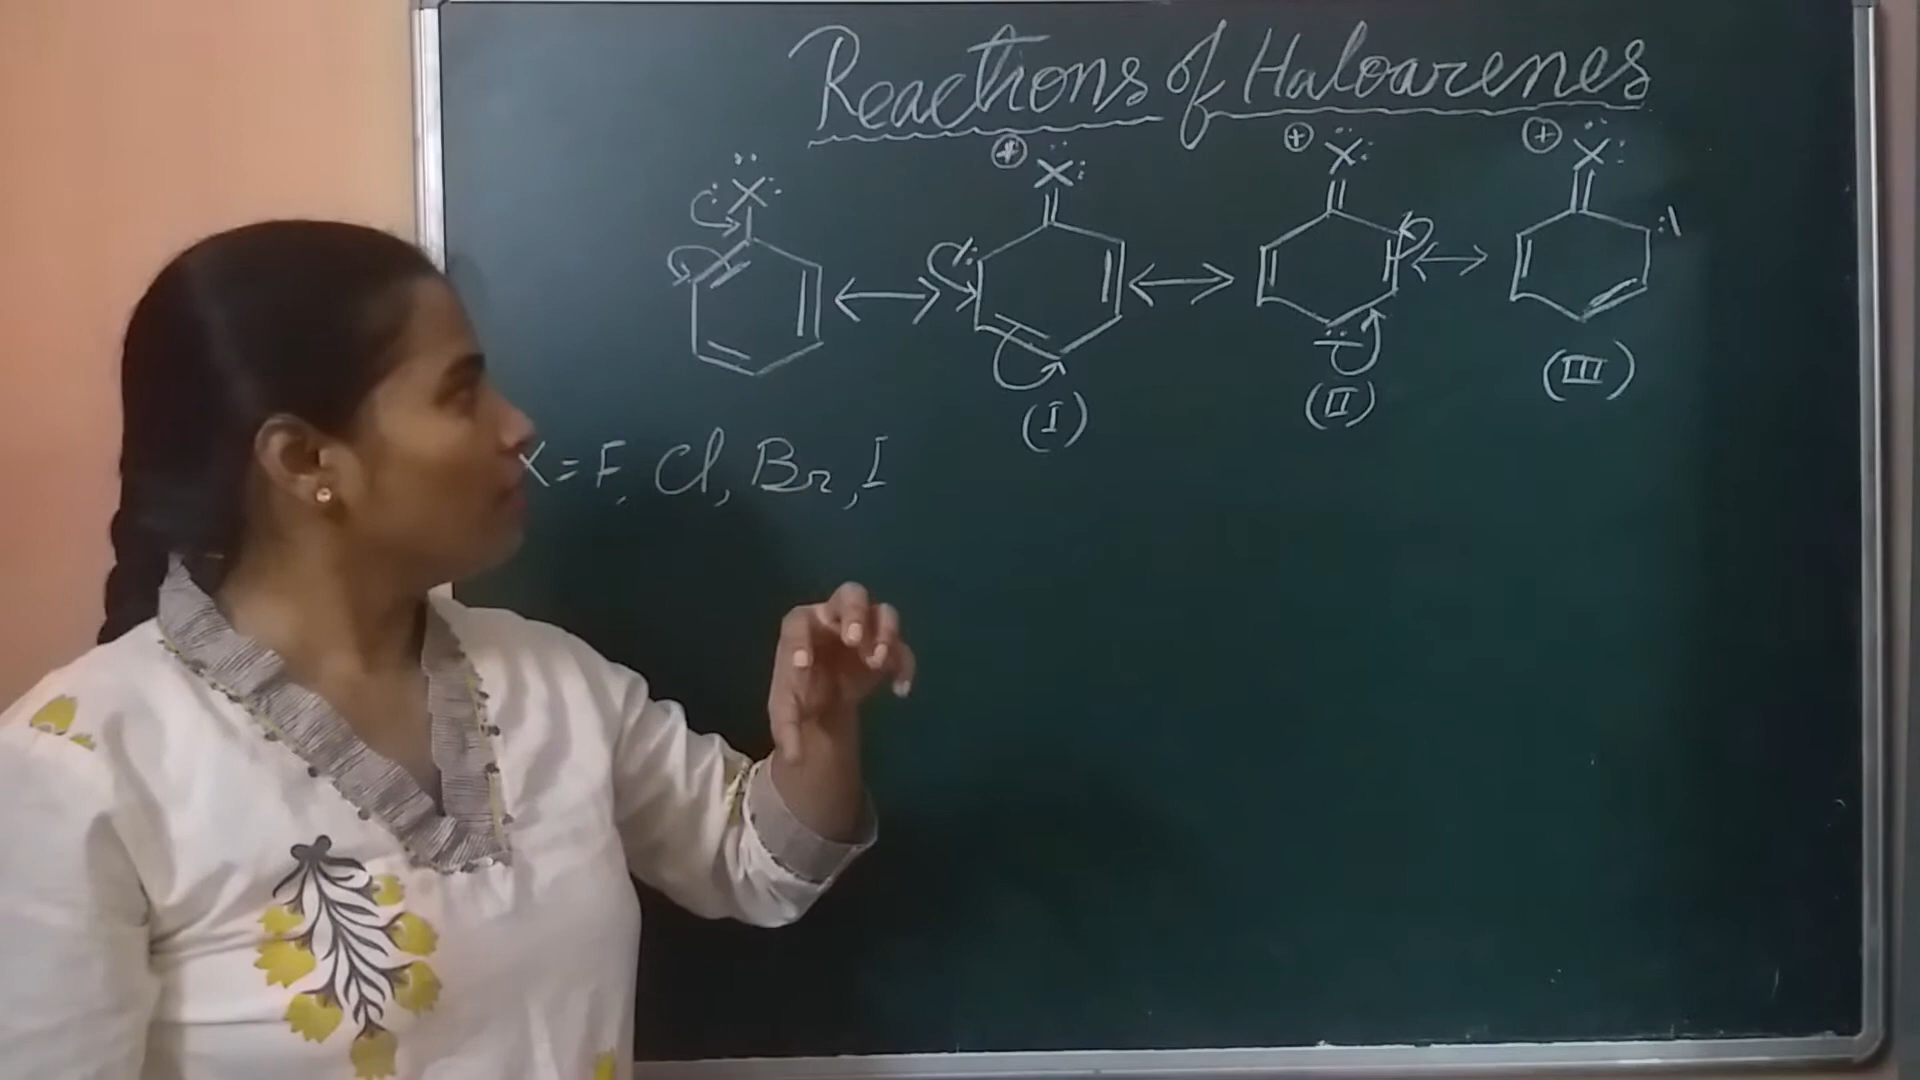 Reactions of Haloarenes
:Ẍ: ⊕ Ẍ: ⊕ Ẍ: ⊕ Ẍ:
(I) (II) (III)
X = F, Cl, Br, I